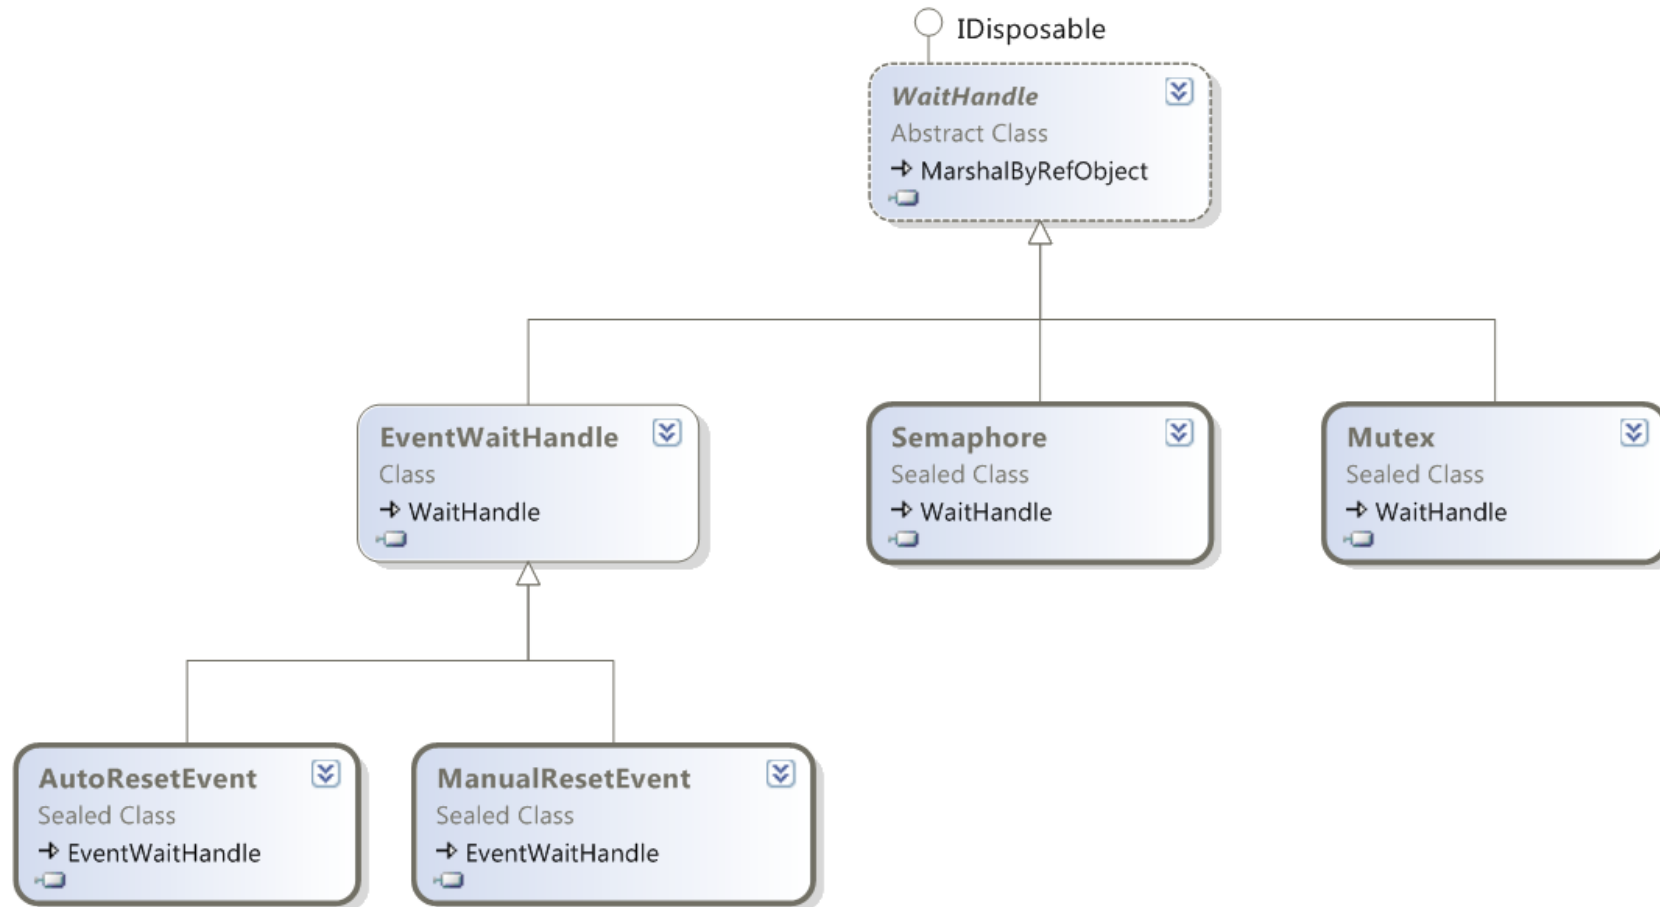 IDisposable
WaitHandle
Abstract Class
MarshalByRefObject
EventWaitHandle
Class
WaitHandle
Semaphore
Sealed Class
WaitHandle
Mutex
Sealed Class
WaitHandle
AutoResetEvent
Sealed Class
EventWaitHandle
ManualResetEvent
Sealed Class
EventWaitHandle